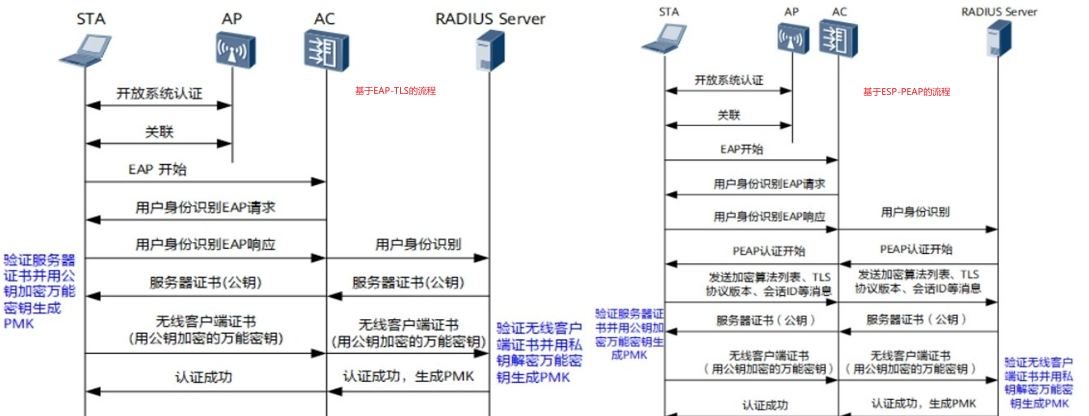 STA
AP
AC
RADIUS Server
基于EAP-TLS的流程
开放系统认证
关联
EAP 开始
用户身份识别EAP请求
用户身份识别EAP响应
用户身份识别
验证服务器
证书并用公
钥加密万能
密钥生成
PMK
服务器证书(公钥)
服务器证书(公钥)
无线客户端证书
(用公钥加密的万能密钥)
无线客户端证书
(用公钥加密的万能密钥)
验证无线客户
端证书并用私
钥解密万能密
钥生成PMK
认证成功
认证成功，生成PMK
STA
AP
AC
RADIUS Server
基于ESP-PEAP的流程
开放系统认证
关联
EAP开始
用户身份识别EAP请求
用户身份识别EAP响应
用户身份识别
PEAP认证开始
PEAP认证开始
发送加密算法列表、TLS
协议版本、会话ID等消息
发送加密算法列表、TLS
协议版本、会话ID等消息
验证服务器证
书并用公钥加
密万能密钥生
成PMK
服务器证书（公钥）
服务器证书（公钥）
无线客户端证书
（用公钥加密的万能密钥）
无线客户端证书
（用公钥加密的万能密钥）
验证无线客户
端证书并用私
钥解密万能密
钥生成PMK
认证成功
认证成功，生成PMK